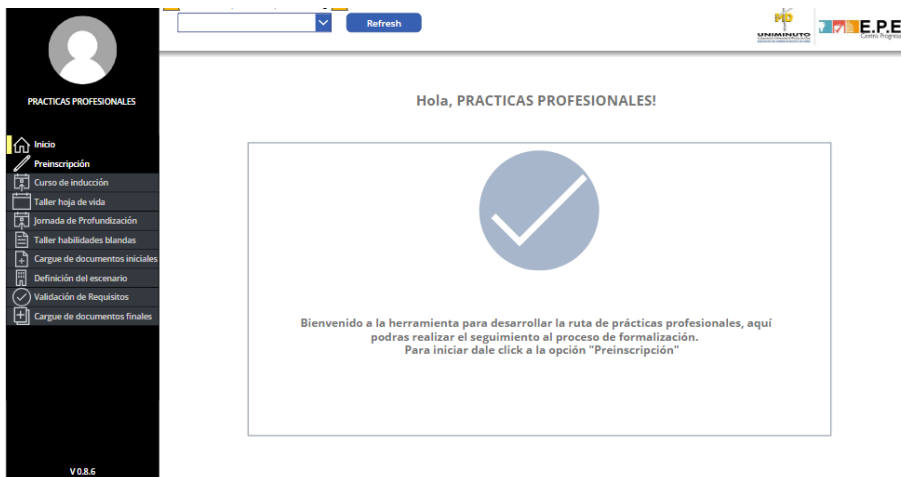 Refresh
UNIMINUTO
E.P.E
PRACTICAS PROFESIONALES
Hola, PRACTICAS PROFESIONALES!
Inicio
Preinscripción
Curso de inducción
Taller hoja de vida
Jornada de Profundización
Taller habilidades blandas
Cargue de documentos iniciales
Definición del escenario
Validación de Requisitos
Cargue de documentos finales
Bienvenido a la herramienta para desarrollar la ruta de prácticas profesionales, aquí
podras realizar el seguimiento al proceso de formalización.
Para iniciar dale click a la opción "Preinscripción"
V 0.8.6